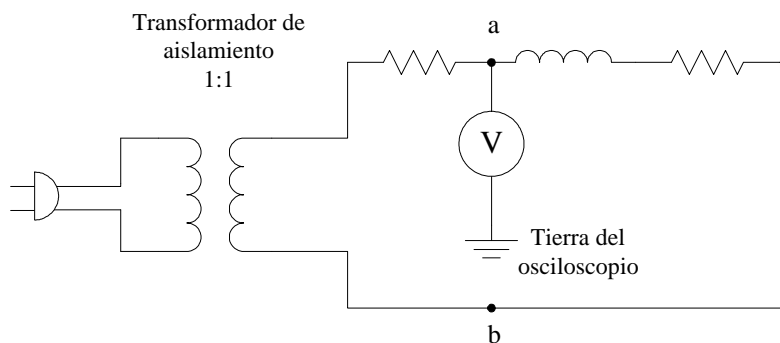 Transformador de
aislamiento
1:1
a
V
Tierra del
osciloscopio
b